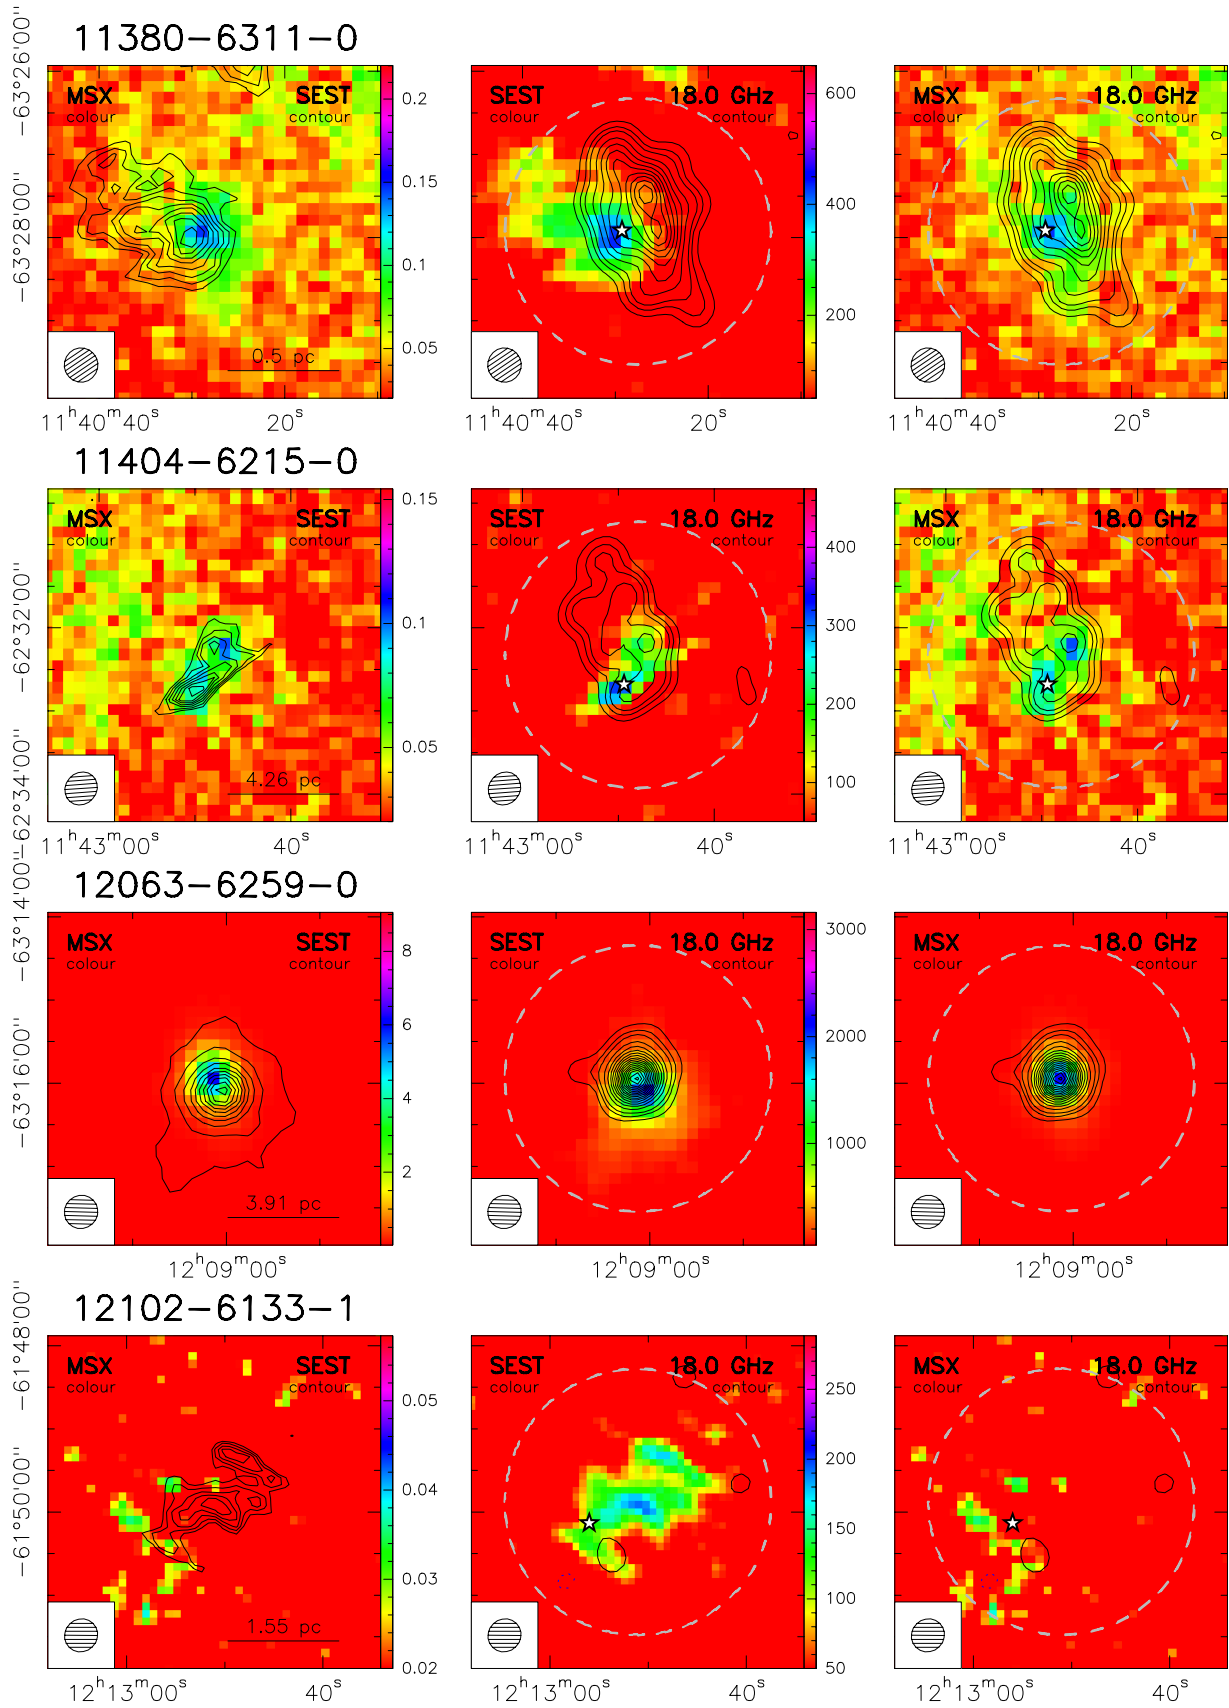 11380−6311−0
MSX SEST
colour contour
SEST 18.0 GHz
colour contour
MSX 18.0 GHz
colour contour
−63°26'00''
−63°28'00''
0.2
0.15
0.1
0.05
600
400
200
0.5 pc
11ʰ40ᵐ40ˢ 20ˢ
11ʰ40ᵐ40ˢ 20ˢ
11ʰ40ᵐ40ˢ 20ˢ
11404−6215−0
MSX SEST
colour contour
SEST 18.0 GHz
colour contour
MSX 18.0 GHz
colour contour
−62°32'00''
−62°34'00''
0.15
0.1
0.05
400
300
200
100
4.26 pc
11ʰ43ᵐ00ˢ 40ˢ
11ʰ43ᵐ00ˢ 40ˢ
11ʰ43ᵐ00ˢ 40ˢ
12063−6259−0
MSX SEST
colour contour
SEST 18.0 GHz
colour contour
MSX 18.0 GHz
colour contour
−63°14'00''
−63°16'00''
8
6
4
2
3000
2000
1000
3.91 pc
12ʰ09ᵐ00ˢ
12ʰ09ᵐ00ˢ
12ʰ09ᵐ00ˢ
12102−6133−1
MSX SEST
colour contour
SEST 18.0 GHz
colour contour
MSX 18.0 GHz
colour contour
−61°48'00''
−61°50'00''
0.05
0.04
0.03
0.02
250
200
150
100
50
1.55 pc
12ʰ13ᵐ00ˢ 40ˢ
12ʰ13ᵐ00ˢ 40ˢ
12ʰ13ᵐ00ˢ 40ˢ